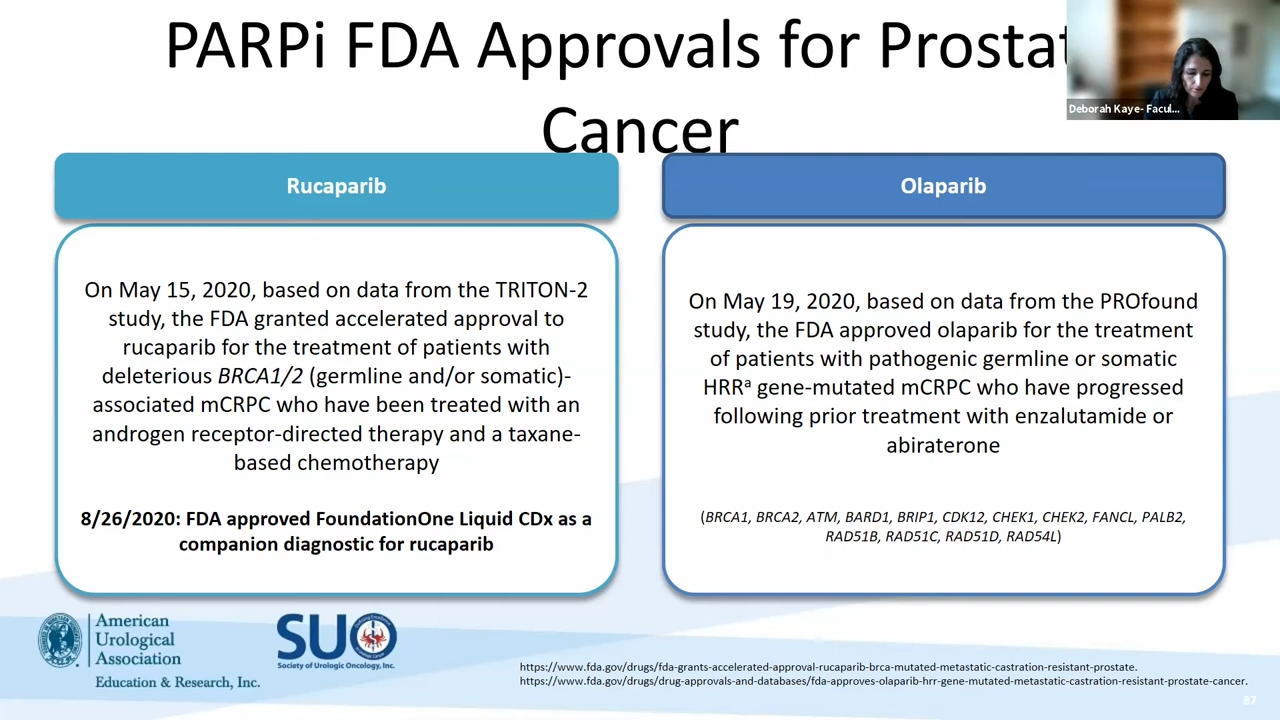 PARPi FDA Approvals for Prostat
Cancer
Deborah Kaye- Facul...
Rucaparib
On May 15, 2020, based on data from the TRITON-2
study, the FDA granted accelerated approval to
rucaparib for the treatment of patients with
deleterious BRCA1/2 (germline and/or somatic)-
associated mCRPC who have been treated with an
androgen receptor-directed therapy and a taxane-
based chemotherapy
8/26/2020: FDA approved FoundationOne Liquid CDx as a
companion diagnostic for rucaparib
Olaparib
On May 19, 2020, based on data from the PROfound
study, the FDA approved olaparib for the treatment
of patients with pathogenic germline or somatic
HRRᵃ gene-mutated mCRPC who have progressed
following prior treatment with enzalutamide or
abiraterone
(BRCA1, BRCA2, ATM, BARD1, BRIP1, CDK12, CHEK1, CHEK2, FANCL, PALB2,
RAD51B, RAD51C, RAD51D, RAD54L)
American
Urological
Association
Education & Research, Inc.
SUO
Society of Urologic Oncology, Inc.
https://www.fda.gov/drugs/fda-grants-accelerated-approval-rucaparib-brca-mutated-metastatic-castration-resistant-prostate.
https://www.fda.gov/drugs/drug-approvals-and-databases/fda-approves-olaparib-hrr-gene-mutated-metastatic-castration-resistant-prostate-cancer.
87